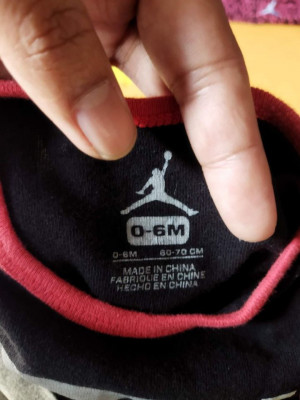 0-6M
0-6M 60-70 CM
MADE IN CHINA
FABRIQUÉ EN CHINE
HECHO EN CHINA